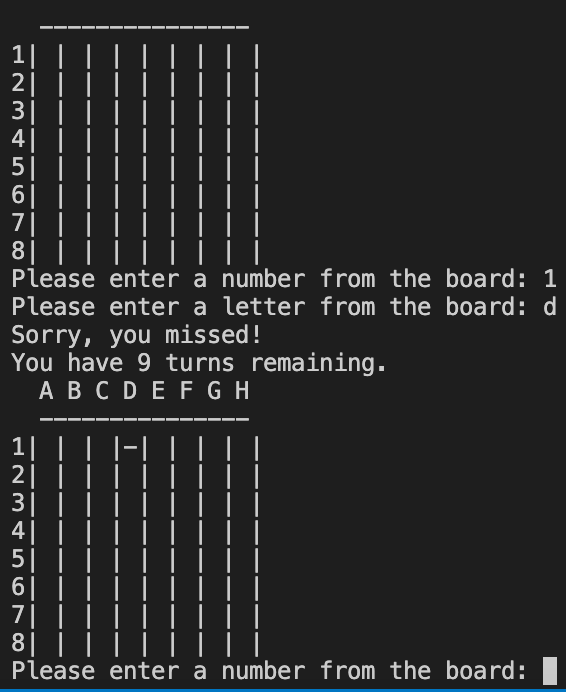 ---------------
1| | | | | | | | |
2| | | | | | | | |
3| | | | | | | | |
4| | | | | | | | |
5| | | | | | | | |
6| | | | | | | | |
7| | | | | | | | |
8| | | | | | | | |
Please enter a number from the board: 1
Please enter a letter from the board: d
Sorry, you missed!
You have 9 turns remaining.
  A B C D E F G H
  ---------------
1| | | |-| | | | |
2| | | | | | | | |
3| | | | | | | | |
4| | | | | | | | |
5| | | | | | | | |
6| | | | | | | | |
7| | | | | | | | |
8| | | | | | | | |
Please enter a number from the board: